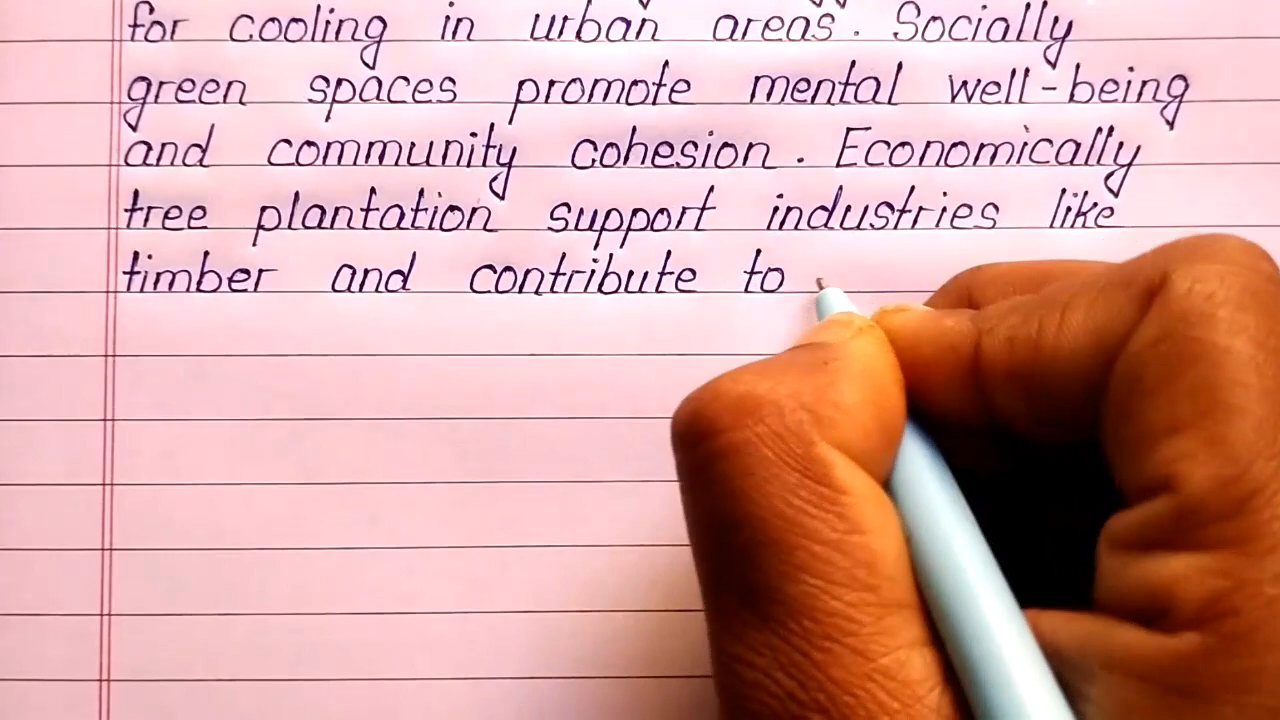 for cooling in urban areas. Socially
green spaces promote mental well-being
and community cohesion. Economically
tree plantation support industries like
timber and contribute to